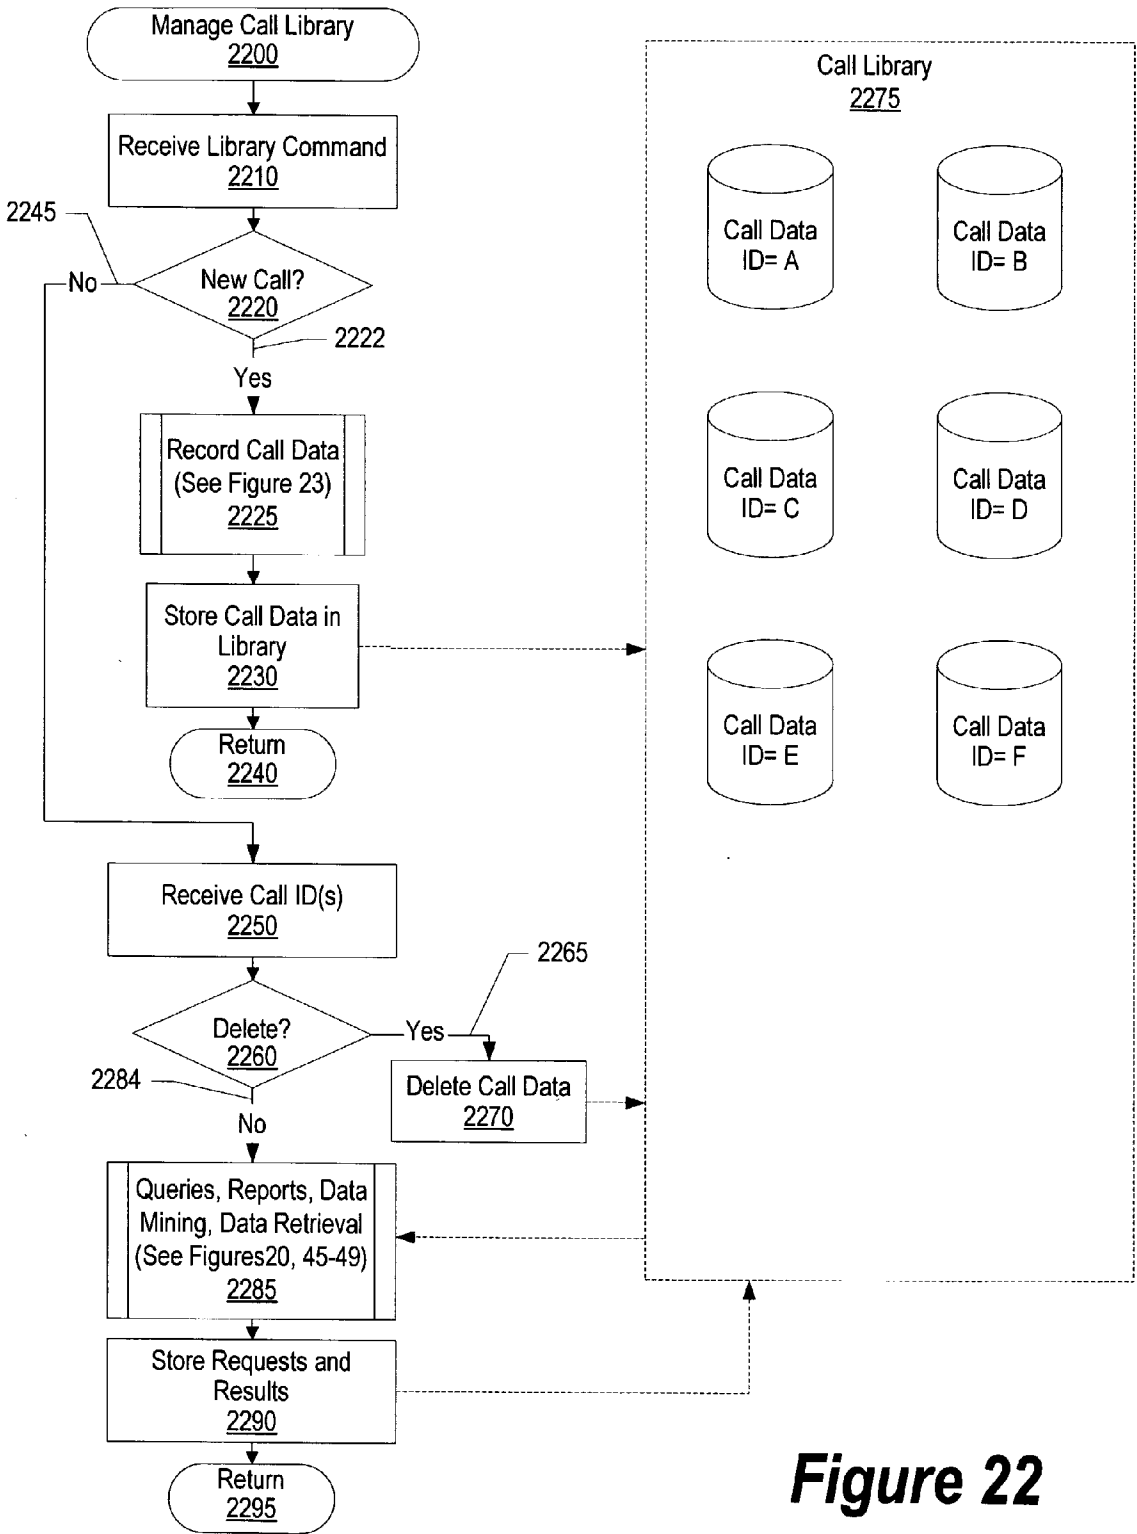 Manage Call Library
2200
Receive Library Command
2210
2245
No
New Call?
2220
2222
Yes
Record Call Data
(See Figure 23)
2225
Store Call Data in
Library
2230
Return
2240
Receive Call ID(s)
2250
2265
Delete?
2260
Yes
2284
No
Delete Call Data
2270
Queries, Reports, Data
Mining, Data Retrieval
(See Figures20, 45-49)
2285
Store Requests and
Results
2290
Return
2295
Call Library
2275
Call Data
ID= A
Call Data
ID= B
Call Data
ID= C
Call Data
ID= D
Call Data
ID= E
Call Data
ID= F
Figure 22